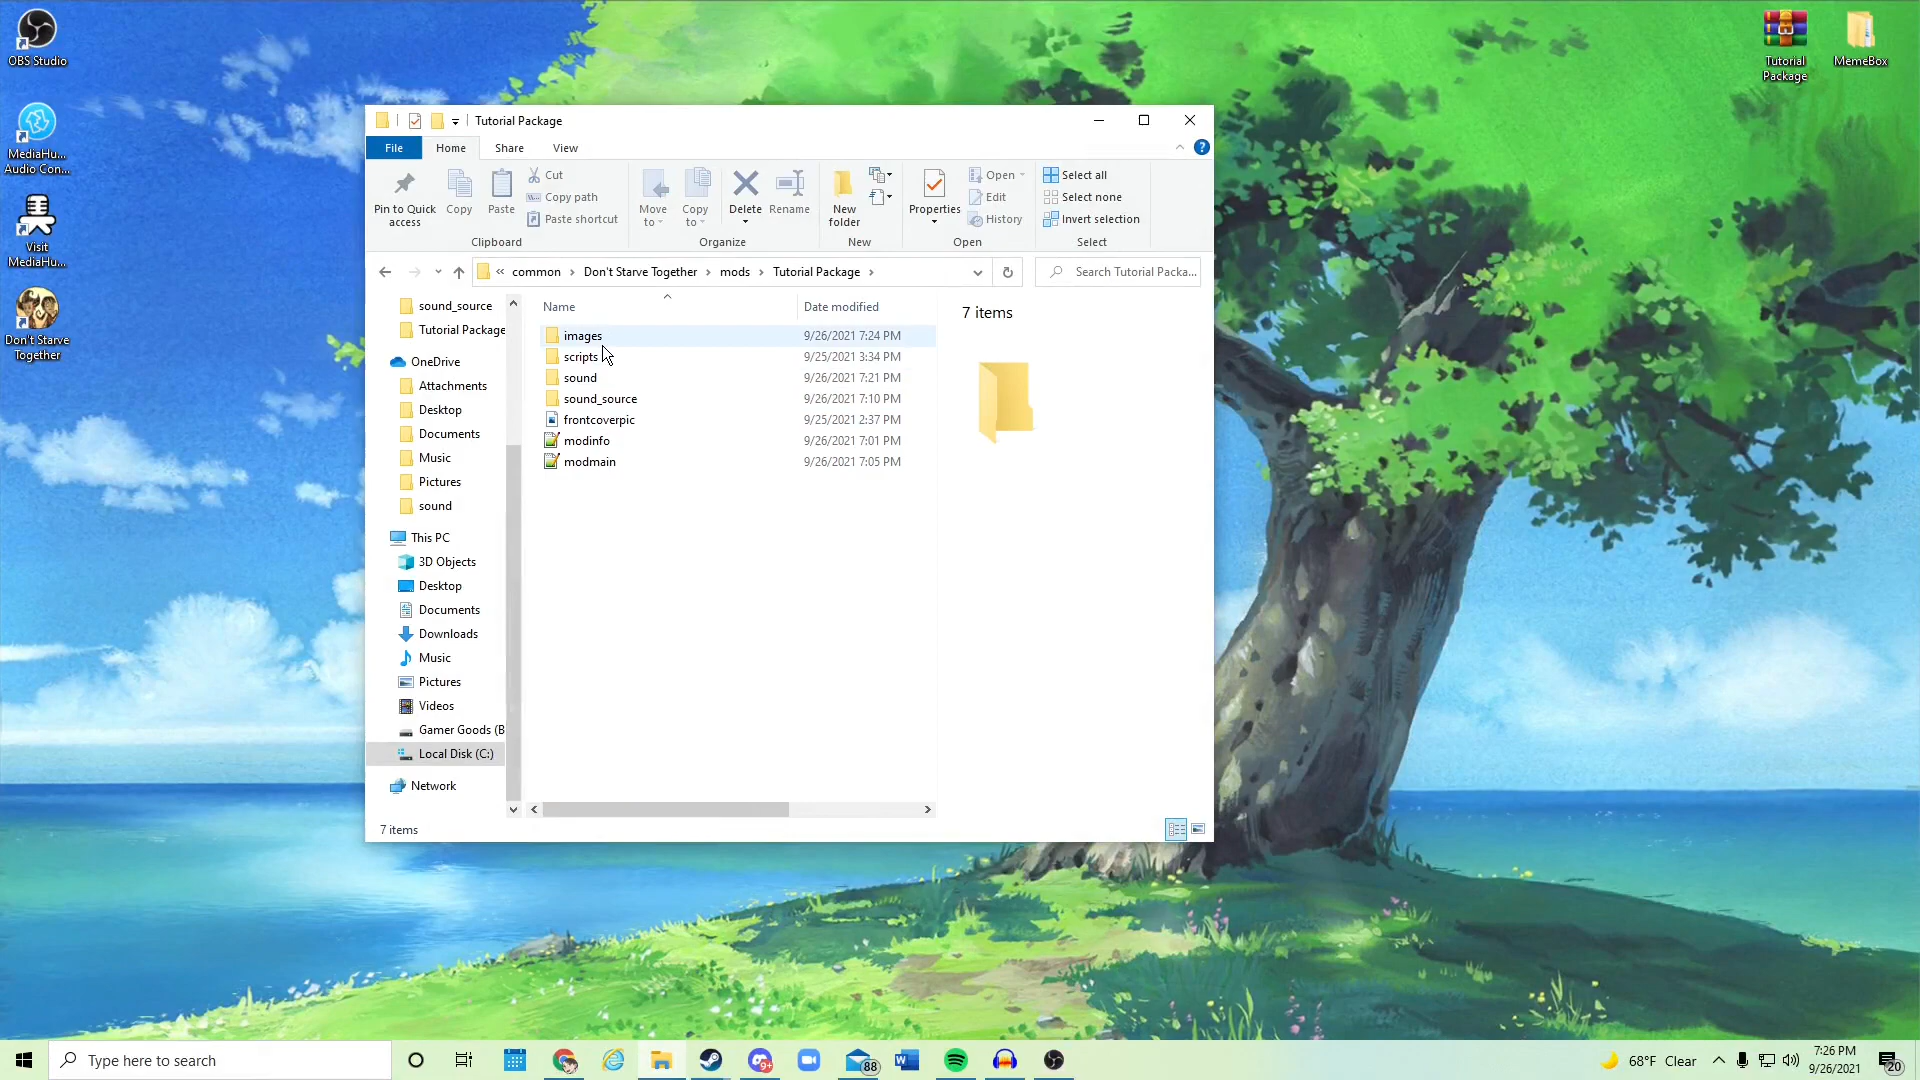 OBS Studio
MediaHu...
Audio Con...
Visit
MediaHu...
Don't Starve
Together
Tutorial
Package
MemeBox
Tutorial Package
File
Home
Share
View
Pin to Quick
access
Copy
Paste
Cut
Copy path
Paste shortcut
Clipboard
Move
to
Copy
to
Delete
Rename
Organize
New
folder
New
Properties
Open
Edit
History
Open
Select all
Select none
Invert selection
Select
« common > Don't Starve Together > mods > Tutorial Package >
Search Tutorial Packa...
sound_source
Tutorial Package
OneDrive
Attachments
Desktop
Documents
Music
Pictures
sound
This PC
3D Objects
Desktop
Documents
Downloads
Music
Pictures
Videos
Gamer Goods (B
Local Disk (C:)
Network
Name Date modified
images 9/26/2021 7:24 PM
scripts 9/25/2021 3:34 PM
sound 9/26/2021 7:21 PM
sound_source 9/26/2021 7:10 PM
frontcoverpic 9/25/2021 2:37 PM
modinfo 9/26/2021 7:01 PM
modmain 9/26/2021 7:05 PM
7 items
7 items
Type here to search
9+
88
68°F Clear
7:26 PM
9/26/2021
20